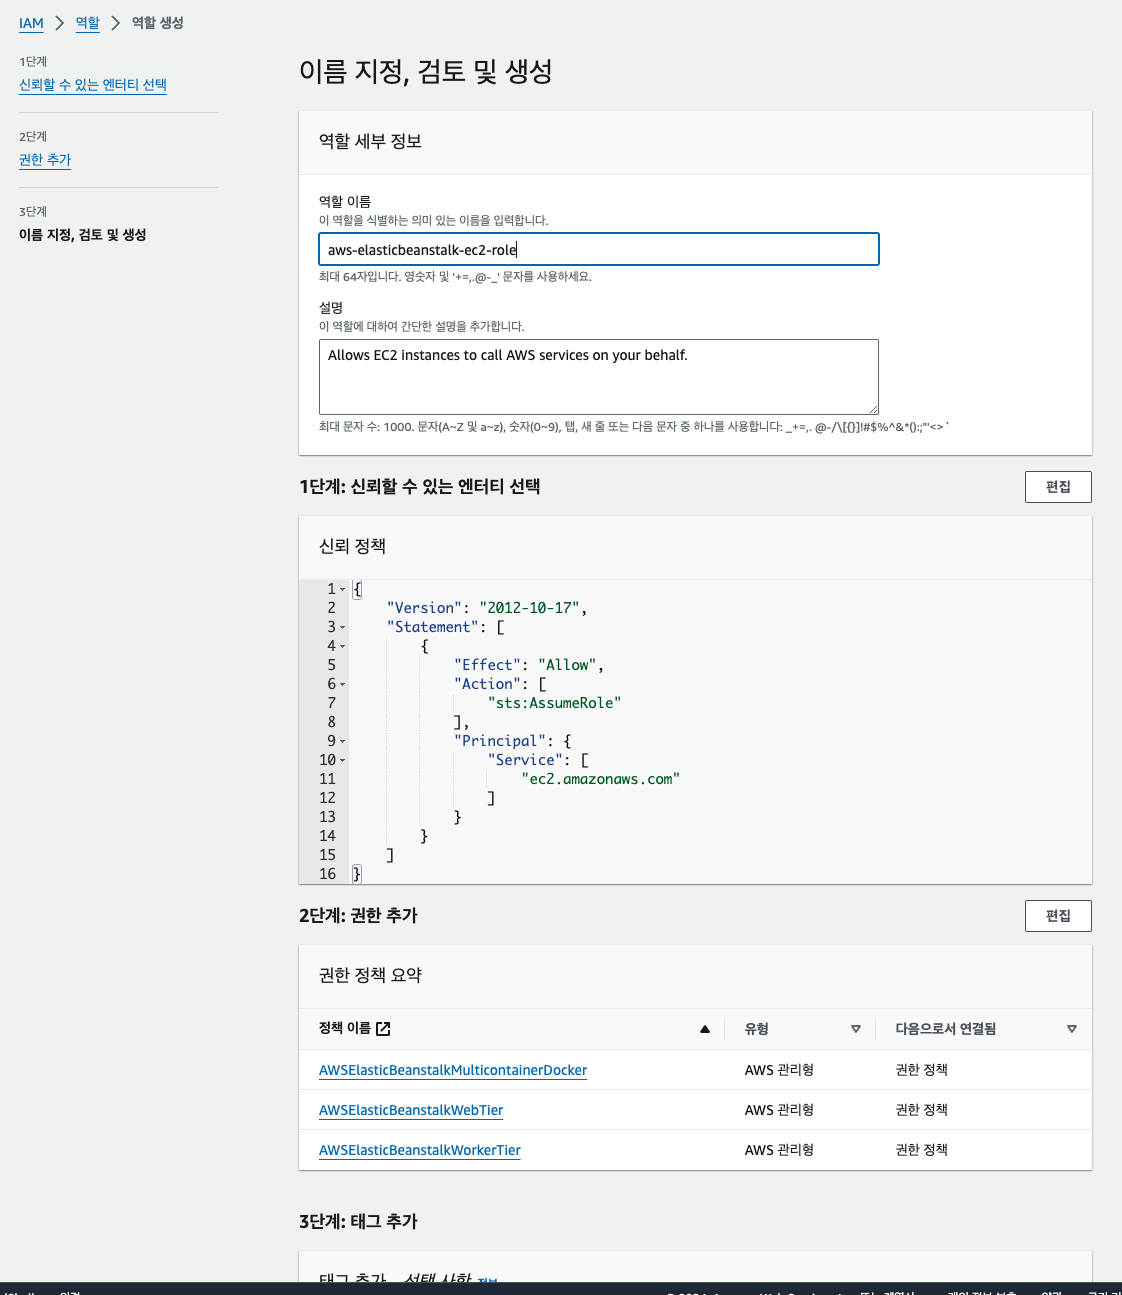 IAM > 역할 > 역할 생성
1단계
신뢰할 수 있는 엔터티 선택
2단계
권한 추가
3단계
이름 지정, 검토 및 생성
이름 지정, 검토 및 생성
역할 세부 정보
역할 이름
이 역할을 식별하는 의미 있는 이름을 입력합니다.
aws-elasticbeanstalk-ec2-role
최대 64자입니다. 영숫자 및 '+=,.@-_' 문자를 사용하세요.
설명
이 역할에 대하여 간단한 설명을 추가합니다.
Allows EC2 instances to call AWS services on your behalf.
최대 문자 수: 1000. 문자(A~Z 및 a~z), 숫자(0~9), 탭, 새 줄 또는 다음 문자 중 하나를 사용합니다: _+=,. @-/\[{}]!#$%^&*();:"'<>`
1단계: 신뢰할 수 있는 엔터티 선택
편집
신뢰 정책
1 {
2 "Version": "2012-10-17",
3 "Statement": [
4 {
5 "Effect": "Allow",
6 "Action": [
7 "sts:AssumeRole"
8 ],
9 "Principal": {
10 "Service": [
11 "ec2.amazonaws.com"
12 ]
13 }
14 }
15 ]
16 }
2단계: 권한 추가
편집
권한 정책 요약
정책 이름 유형 다음으로서 연결됨
AWSElasticBeanstalkMulticontainerDocker AWS 관리형 권한 정책
AWSElasticBeanstalkWebTier AWS 관리형 권한 정책
AWSElasticBeanstalkWorkerTier AWS 관리형 권한 정책
3단계: 태그 추가
태그 추가 - 선택 사항 정보